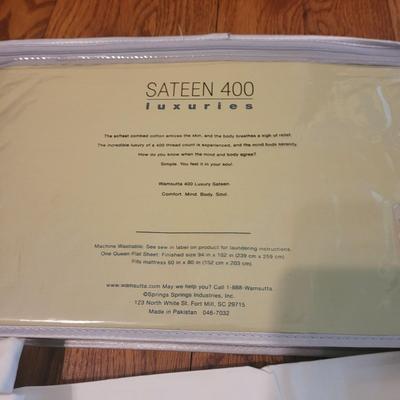 SATEEN 400
luxuries
The softest combed cotton entices the skin, and the body breathes a sigh of relief.
The incredible luxury of a 400 thread count is experienced, and the mind finds serenity.
How do you know when the mind and body agree?
Simple. You feel it in your soul.
Wamsutta 400 Luxury Sateen.
Comfort. Mind. Body. Soul.
Machine Washable: See sew in label on product for laundering instructions.
One Queen Flat Sheet: Finished size 94 in x 102 in (239 cm x 259 cm)
Fits mattress 60 in x 80 in (152 cm x 203 cm)
www.wamsutta.com May we help you? Call 1-888-Wamsutta.
©Springs Springs Industries, Inc.
123 North White St. Fort Mill, SC 29715
Made in Pakistan 046-7032